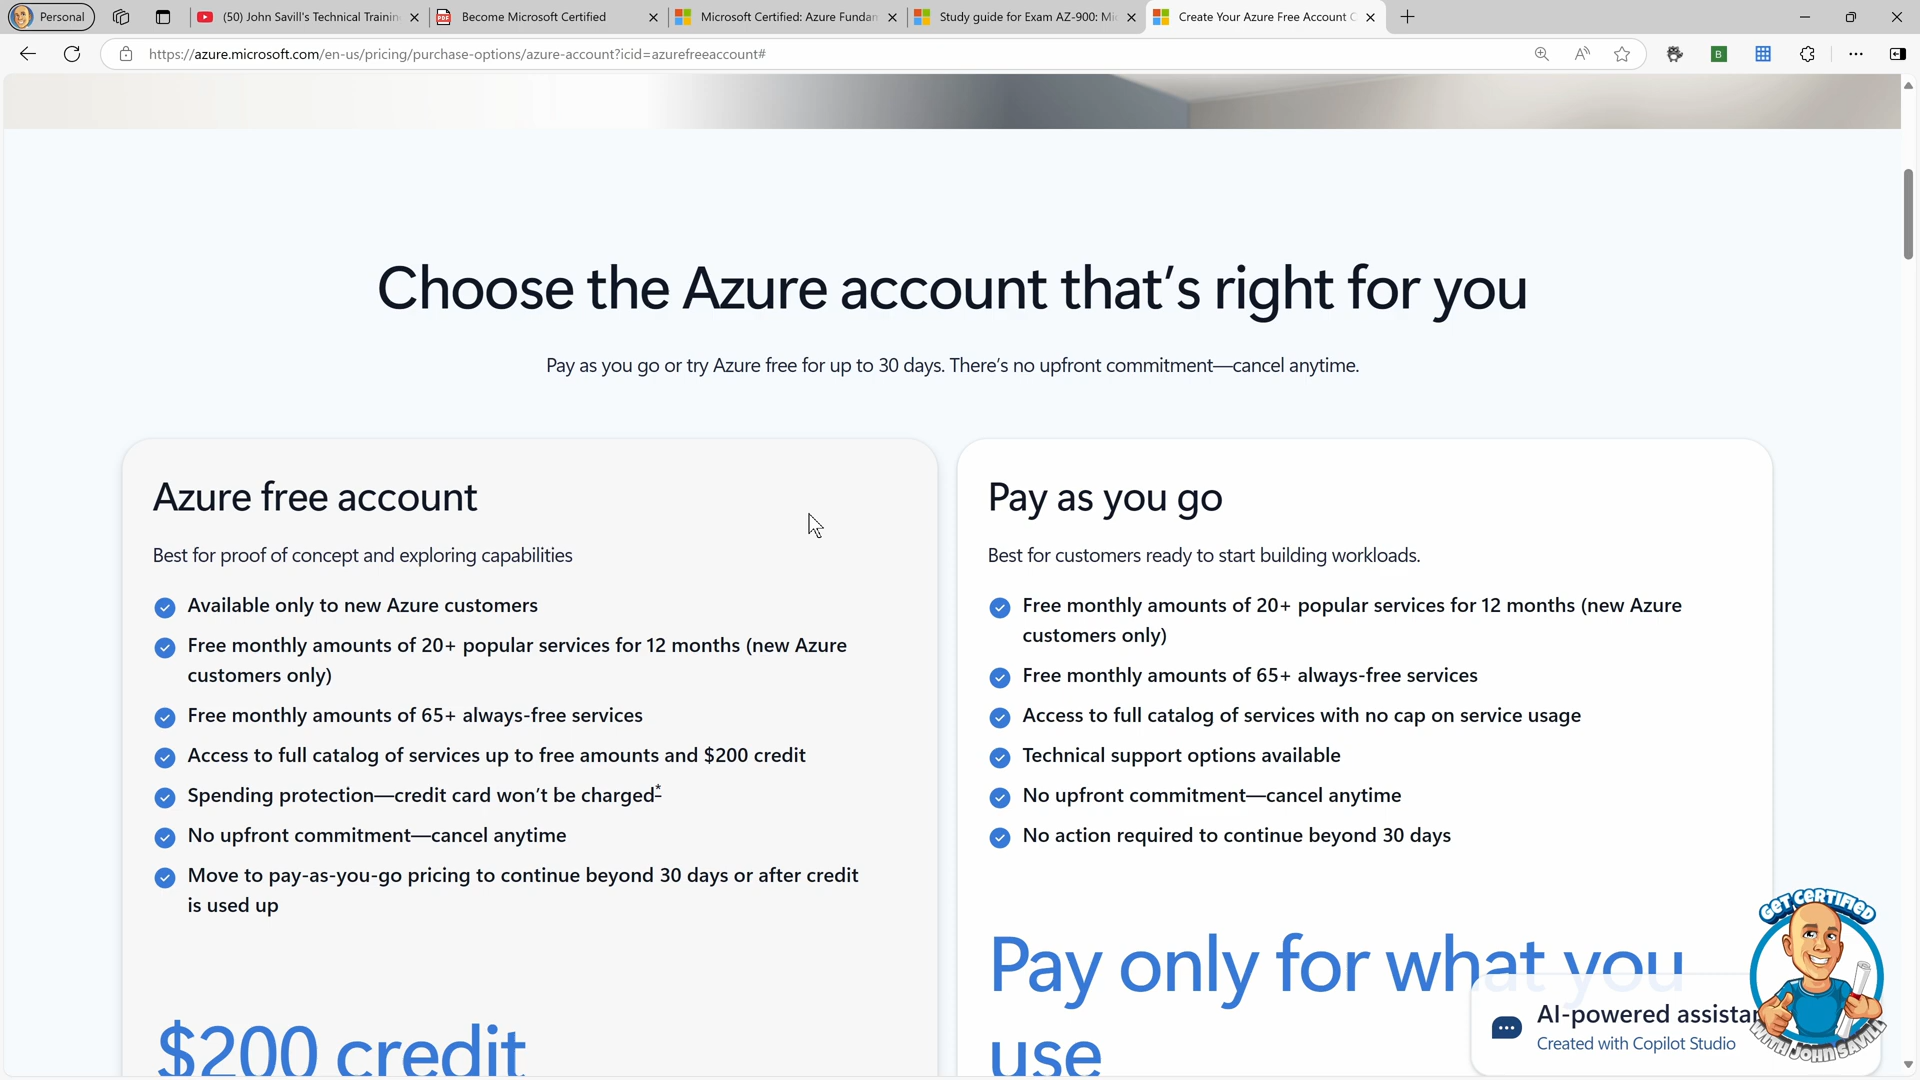 Personal
(50) John Savill's Technical Trainin
Become Microsoft Certified
Microsoft Certified: Azure Fundam
Study guide for Exam AZ-900: Mi
Create Your Azure Free Account O
https://azure.microsoft.com/en-us/pricing/purchase-options/azure-account?icid=azurefreeaccount#
Choose the Azure account that's right for you
Pay as you go or try Azure free for up to 30 days. There's no upfront commitment—cancel anytime.
Azure free account
Best for proof of concept and exploring capabilities
Available only to new Azure customers
Free monthly amounts of 20+ popular services for 12 months (new Azure
customers only)
Free monthly amounts of 65+ always-free services
Access to full catalog of services up to free amounts and $200 credit
Spending protection—credit card won't be charged*
No upfront commitment—cancel anytime
Move to pay-as-you-go pricing to continue beyond 30 days or after credit
is used up
$200 credit
Pay as you go
Best for customers ready to start building workloads.
Free monthly amounts of 20+ popular services for 12 months (new Azure
customers only)
Free monthly amounts of 65+ always-free services
Access to full catalog of services with no cap on service usage
Technical support options available
No upfront commitment—cancel anytime
No action required to continue beyond 30 days
Pay only for what you
use
AI-powered assistan
Created with Copilot Studio
GET CERTIFIED
WITH JOHN SAVILL